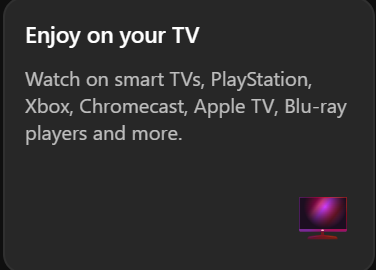 Enjoy on your TV
Watch on smart TVs, PlayStation,
Xbox, Chromecast, Apple TV, Blu-ray
players and more.